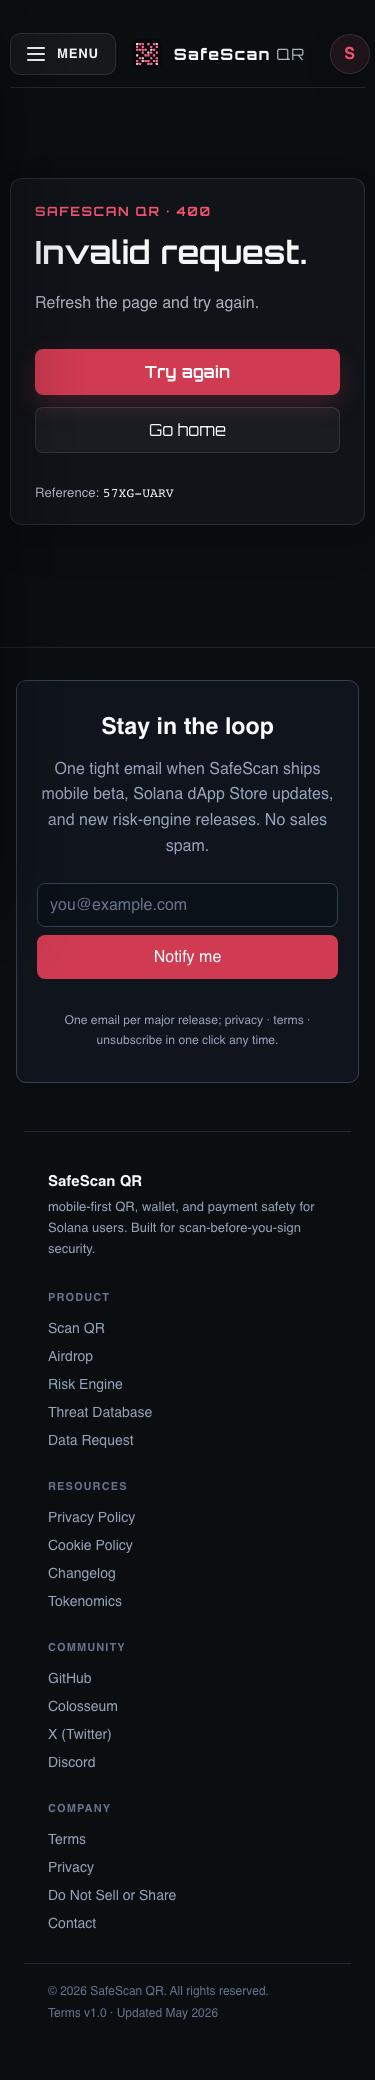 MENU
SafeScan QR
S
SAFESCAN QR · 400
Invalid request.
Refresh the page and try again.
Try again
Go home
Reference: 57XG-UARV
Stay in the loop
One tight email when SafeScan ships
mobile beta, Solana dApp Store updates,
and new risk-engine releases. No sales
spam.
you@example.com
Notify me
One email per major release; privacy · terms ·
unsubscribe in one click any time.
SafeScan QR
mobile-first QR, wallet, and payment safety for
Solana users. Built for scan-before-you-sign
security.
PRODUCT
Scan QR
Airdrop
Risk Engine
Threat Database
Data Request
RESOURCES
Privacy Policy
Cookie Policy
Changelog
Tokenomics
COMMUNITY
GitHub
Colosseum
X (Twitter)
Discord
COMPANY
Terms
Privacy
Do Not Sell or Share
Contact
© 2026 SafeScan QR. All rights reserved.
Terms v1.0 · Updated May 2026